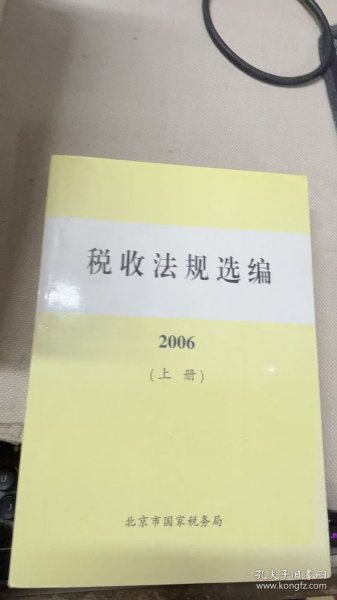 税收法规选编
2006
(上 册)
北京市国家税务局
孔夫子旧书网
www.kongfz.com